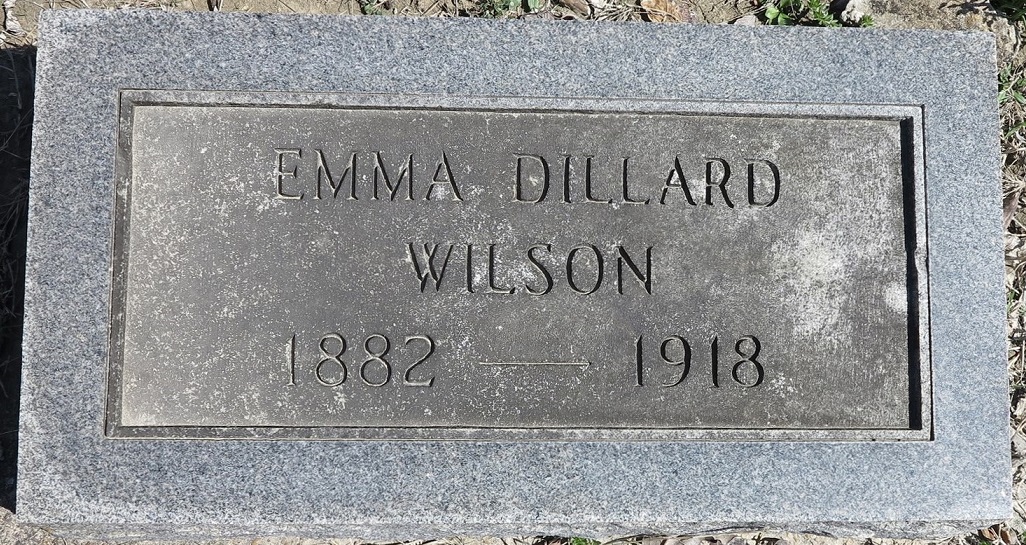 EMMA DILLARD
WILSON
1882 — 1918